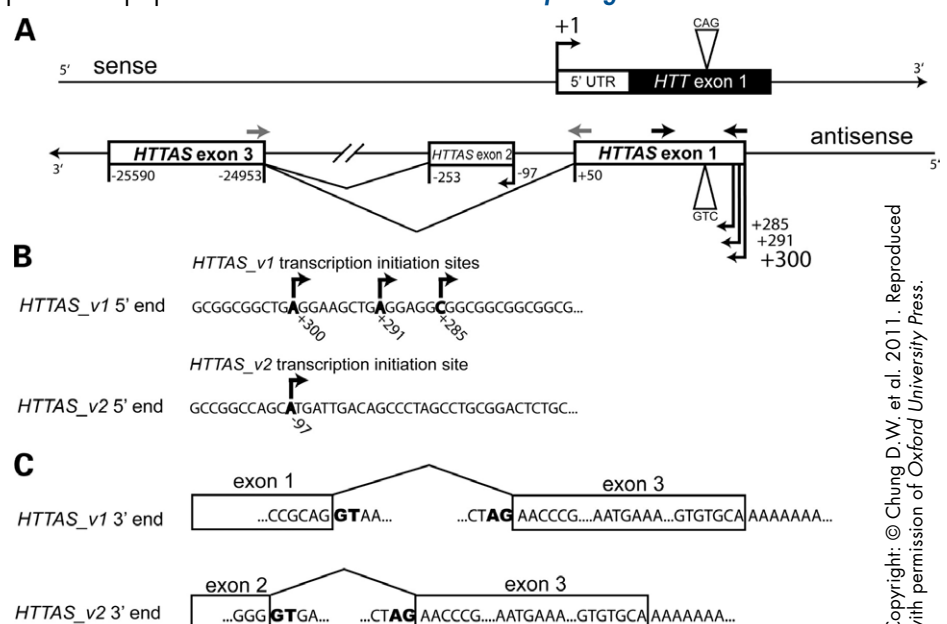 A
+1
CAG
5′
sense
5′ UTR
HTT exon 1
3′
antisense
HTTAS exon 3
HTTAS exon 2
HTTAS exon 1
3′
-25590
-24953
-253
-97
+50
5′
GTC
+285
+291
+300
B
HTTAS_v1 transcription initiation sites
HTTAS_v1 5′ end
GCGGCGGCTGAGGAAGCTGAGGAGGCGGCGGCGGCGGCG...
+300
+291
+285
HTTAS_v2 transcription initiation site
HTTAS_v2 5′ end
GCCGGCCAGCATGATTGACAGCCCTAGCCTGCGGACTCTGC...
-97
C
exon 1
exon 3
HTTAS_v1 3′ end
...CCGCAG GTAA...
...CTAG AACCCG....AATGAAA...GTGTGCA AAAAAAA...
exon 2
exon 3
HTTAS_v2 3′ end
...GGG GTGA...
...CTAG AACCCG....AATGAAA...GTGTGCA AAAAAAA...
Copyright: © Chung D.W. et al. 2011. Reproduced
with permission of Oxford University Press.